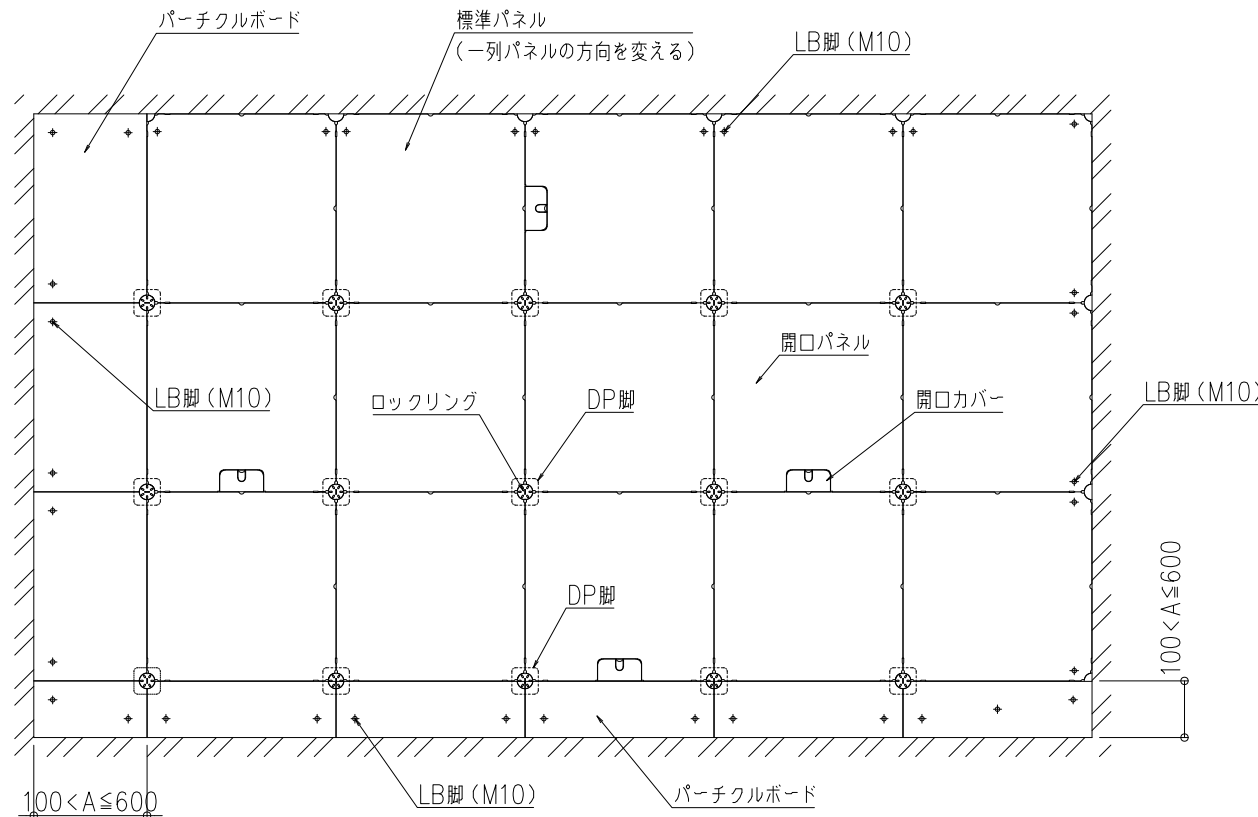 パーチクルボード
標準パネル
(一列パネルの方向を変える)
LB脚(M10)
開口パネル
LB脚(M10)
ロックリング
DP脚
開口カバー
LB脚(M10)
DP脚
100<A≦600
100<A≦600
LB脚(M10)
パーチクルボード